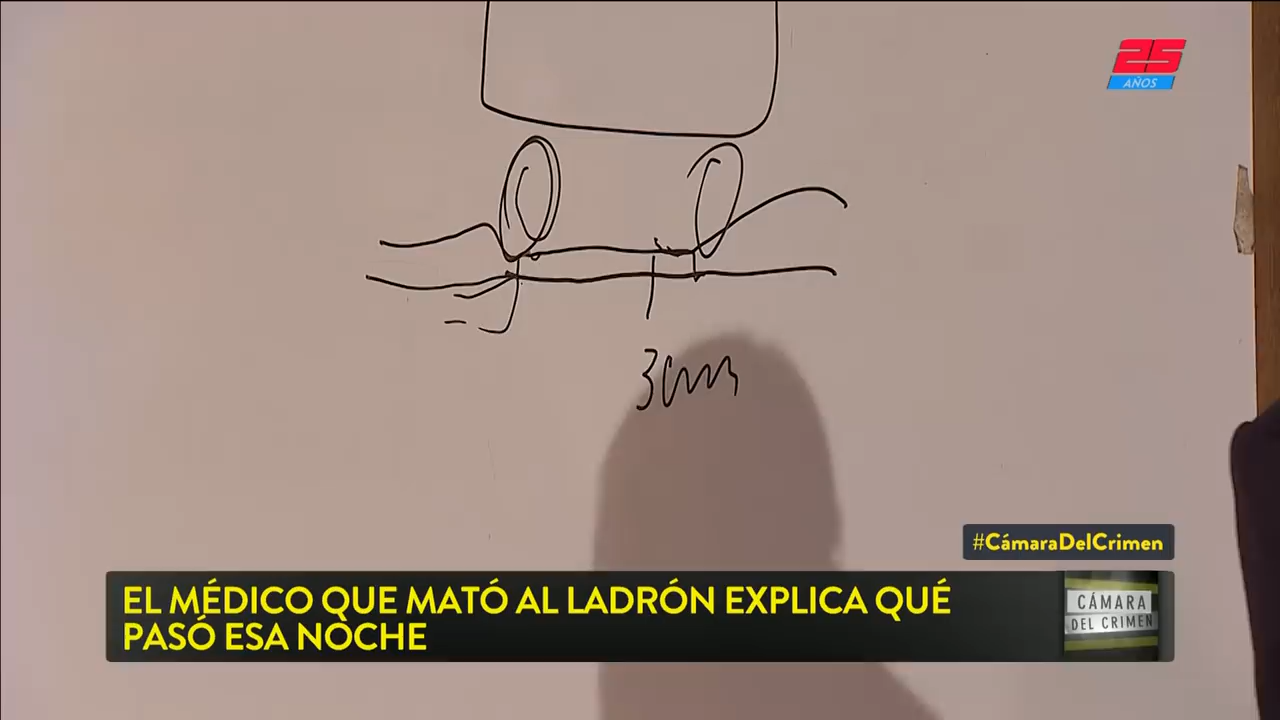 25
AÑOS
3cm
#CámaraDelCrimen
EL MÉDICO QUE MATÓ AL LADRÓN EXPLICA QUÉ
PASÓ ESA NOCHE
CÁMARA
DEL CRIMEN